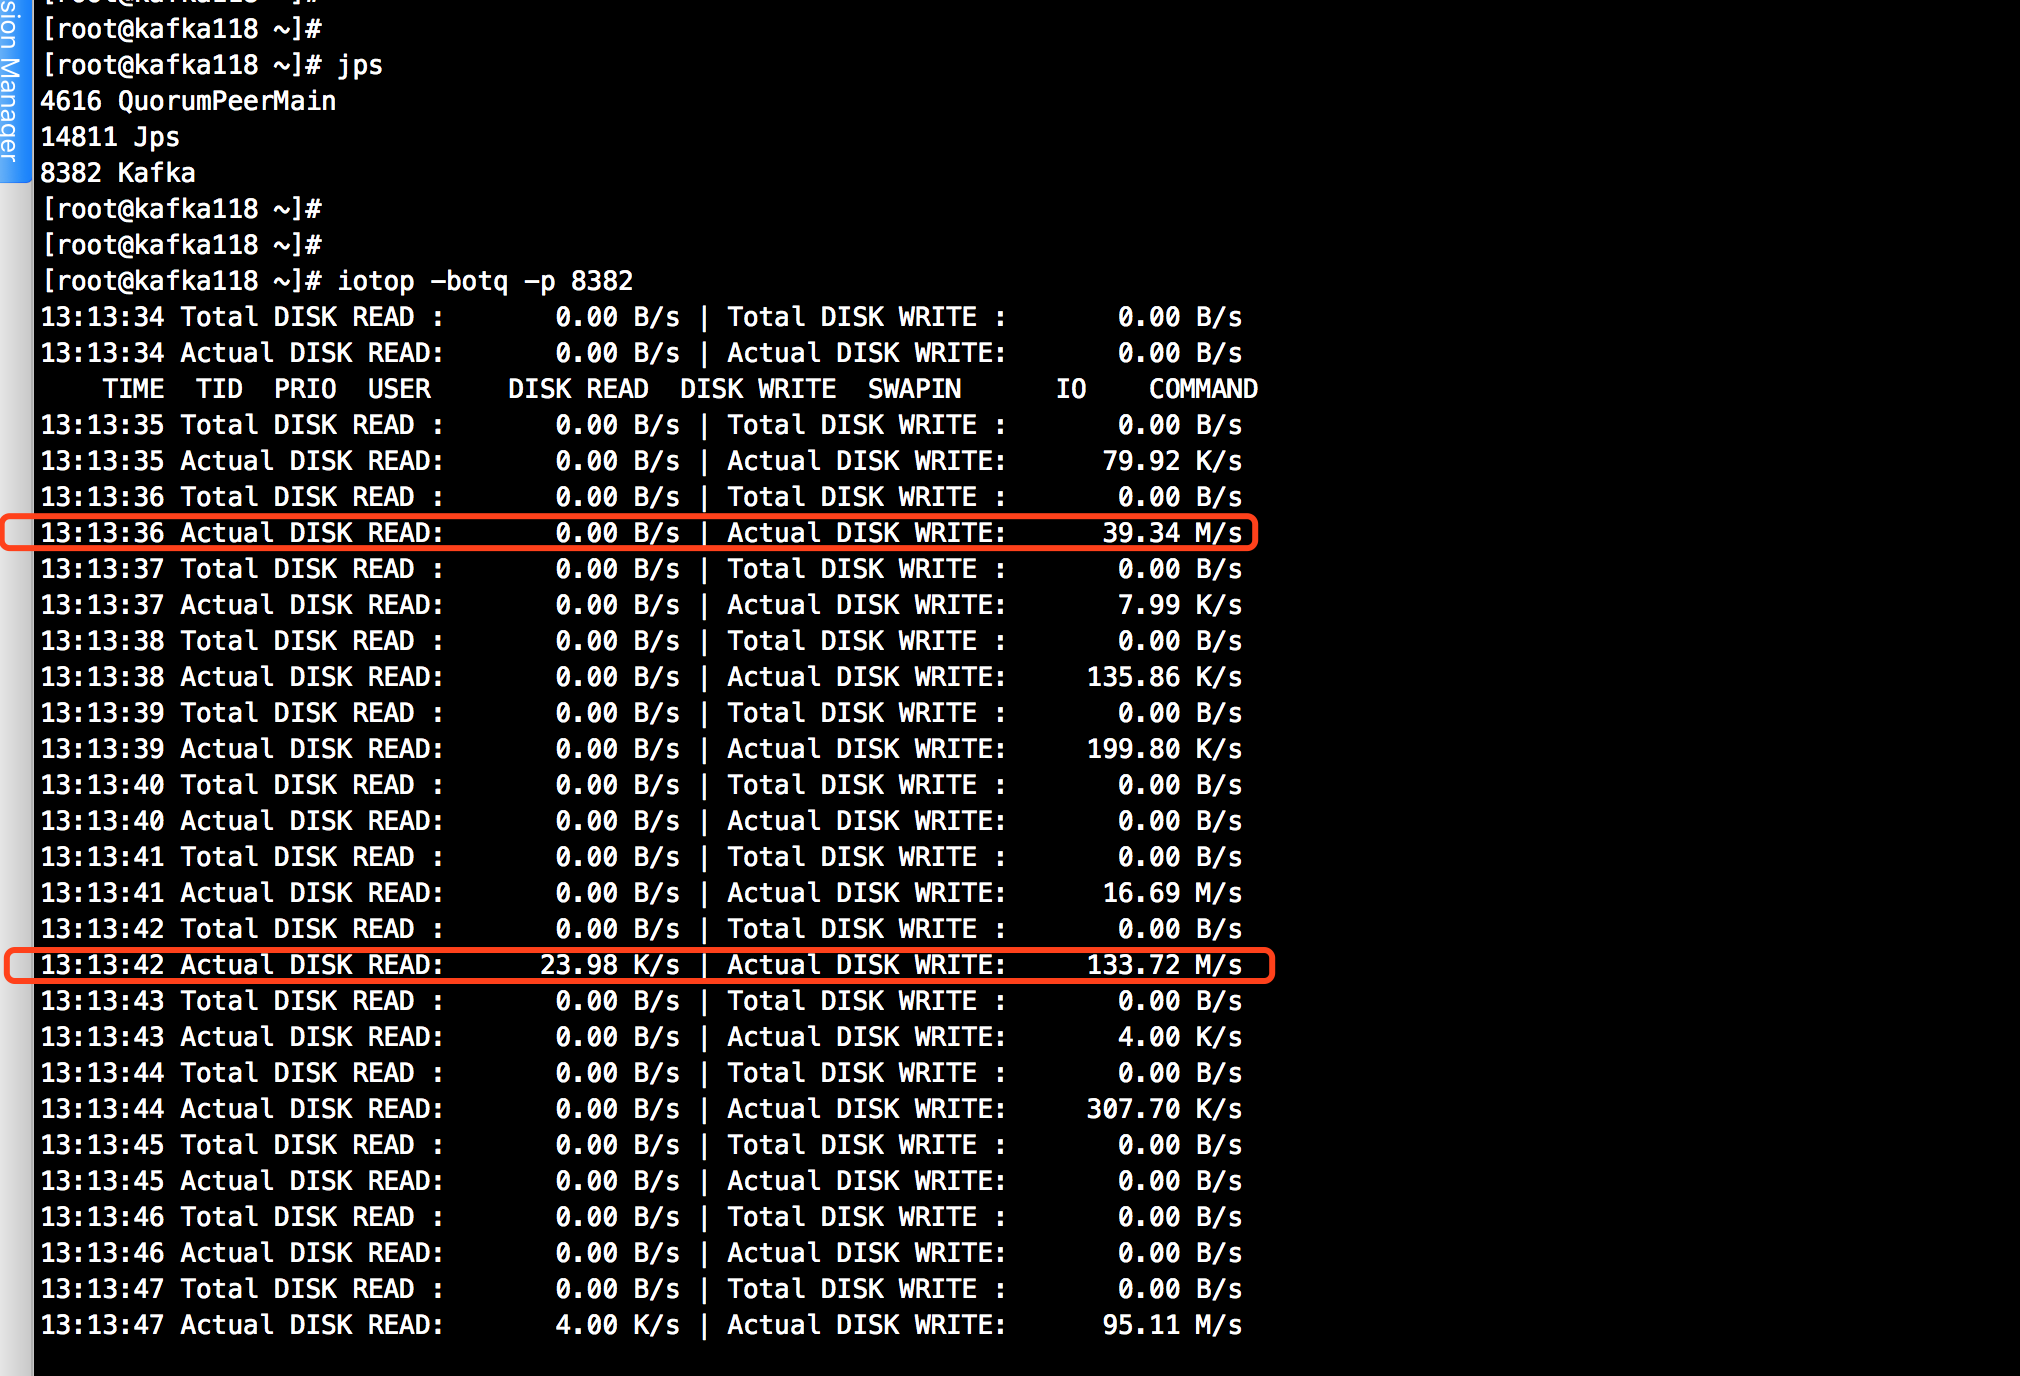 [root@kafka118 ~]#
[root@kafka118 ~]#
[root@kafka118 ~]# jps
4616 QuorumPeerMain
14811 Jps
8382 Kafka
[root@kafka118 ~]#
[root@kafka118 ~]#
[root@kafka118 ~]# iotop -botq -p 8382
13:13:34 Total DISK READ :       0.00 B/s | Total DISK WRITE :       0.00 B/s
13:13:34 Actual DISK READ:       0.00 B/s | Actual DISK WRITE:       0.00 B/s
    TIME  TID  PRIO  USER     DISK READ  DISK WRITE  SWAPIN      IO    COMMAND
13:13:35 Total DISK READ :       0.00 B/s | Total DISK WRITE :       0.00 B/s
13:13:35 Actual DISK READ:       0.00 B/s | Actual DISK WRITE:      79.92 K/s
13:13:36 Total DISK READ :       0.00 B/s | Total DISK WRITE :       0.00 B/s
13:13:36 Actual DISK READ:       0.00 B/s | Actual DISK WRITE:      39.34 M/s
13:13:37 Total DISK READ :       0.00 B/s | Total DISK WRITE :       0.00 B/s
13:13:37 Actual DISK READ:       0.00 B/s | Actual DISK WRITE:       7.99 K/s
13:13:38 Total DISK READ :       0.00 B/s | Total DISK WRITE :       0.00 B/s
13:13:38 Actual DISK READ:       0.00 B/s | Actual DISK WRITE:     135.86 K/s
13:13:39 Total DISK READ :       0.00 B/s | Total DISK WRITE :       0.00 B/s
13:13:39 Actual DISK READ:       0.00 B/s | Actual DISK WRITE:     199.80 K/s
13:13:40 Total DISK READ :       0.00 B/s | Total DISK WRITE :       0.00 B/s
13:13:40 Actual DISK READ:       0.00 B/s | Actual DISK WRITE:       0.00 B/s
13:13:41 Total DISK READ :       0.00 B/s | Total DISK WRITE :       0.00 B/s
13:13:41 Actual DISK READ:       0.00 B/s | Actual DISK WRITE:      16.69 M/s
13:13:42 Total DISK READ :       0.00 B/s | Total DISK WRITE :       0.00 B/s
13:13:42 Actual DISK READ:      23.98 K/s | Actual DISK WRITE:     133.72 M/s
13:13:43 Total DISK READ :       0.00 B/s | Total DISK WRITE :       0.00 B/s
13:13:43 Actual DISK READ:       0.00 B/s | Actual DISK WRITE:       4.00 K/s
13:13:44 Total DISK READ :       0.00 B/s | Total DISK WRITE :       0.00 B/s
13:13:44 Actual DISK READ:       0.00 B/s | Actual DISK WRITE:     307.70 K/s
13:13:45 Total DISK READ :       0.00 B/s | Total DISK WRITE :       0.00 B/s
13:13:45 Actual DISK READ:       0.00 B/s | Actual DISK WRITE:       0.00 B/s
13:13:46 Total DISK READ :       0.00 B/s | Total DISK WRITE :       0.00 B/s
13:13:46 Actual DISK READ:       0.00 B/s | Actual DISK WRITE:       0.00 B/s
13:13:47 Total DISK READ :       0.00 B/s | Total DISK WRITE :       0.00 B/s
13:13:47 Actual DISK READ:       4.00 K/s | Actual DISK WRITE:      95.11 M/s
sion Manager